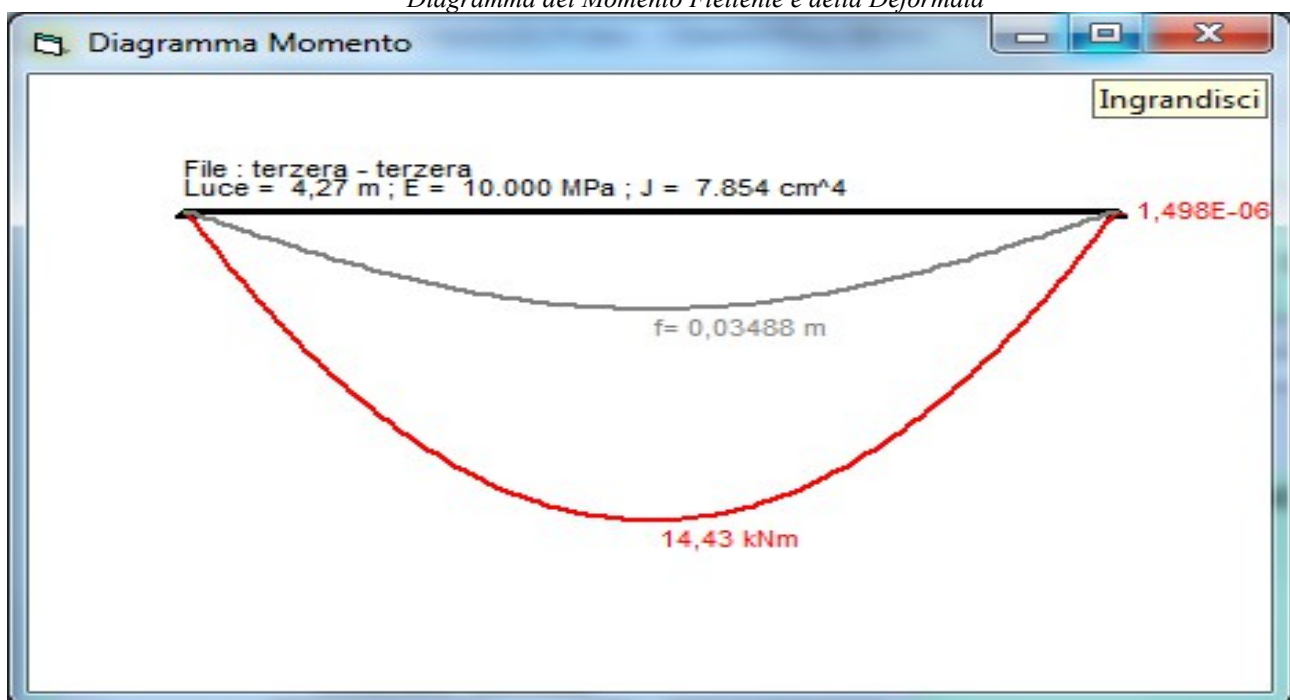 Diagramma del Momento Flettente e della Deformata
Diagramma Momento
Ingrandisci
File : terzera - terzera
Luce = 4,27 m ; E = 10.000 MPa ; J = 7.854 cm^4
1,498E-06
f= 0,03488 m
14,43 kNm